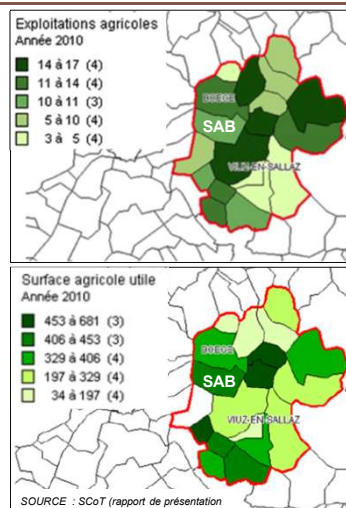 Exploitations agricoles
Année 2010
14 à 17 (4)
11 à 14 (4)
10 à 11 (3)
5 à 10 (4)
3 à 5 (4)
BOEGE
SAB
VIUZ-EN-SALLAZ
Surface agricole utile
Année 2010
453 à 681 (3)
406 à 453 (3)
329 à 406 (4)
197 à 329 (4)
34 à 197 (4)
BOEGE
SAB
VIUZ-EN-SALLAZ
SOURCE : SCoT (rapport de présentation